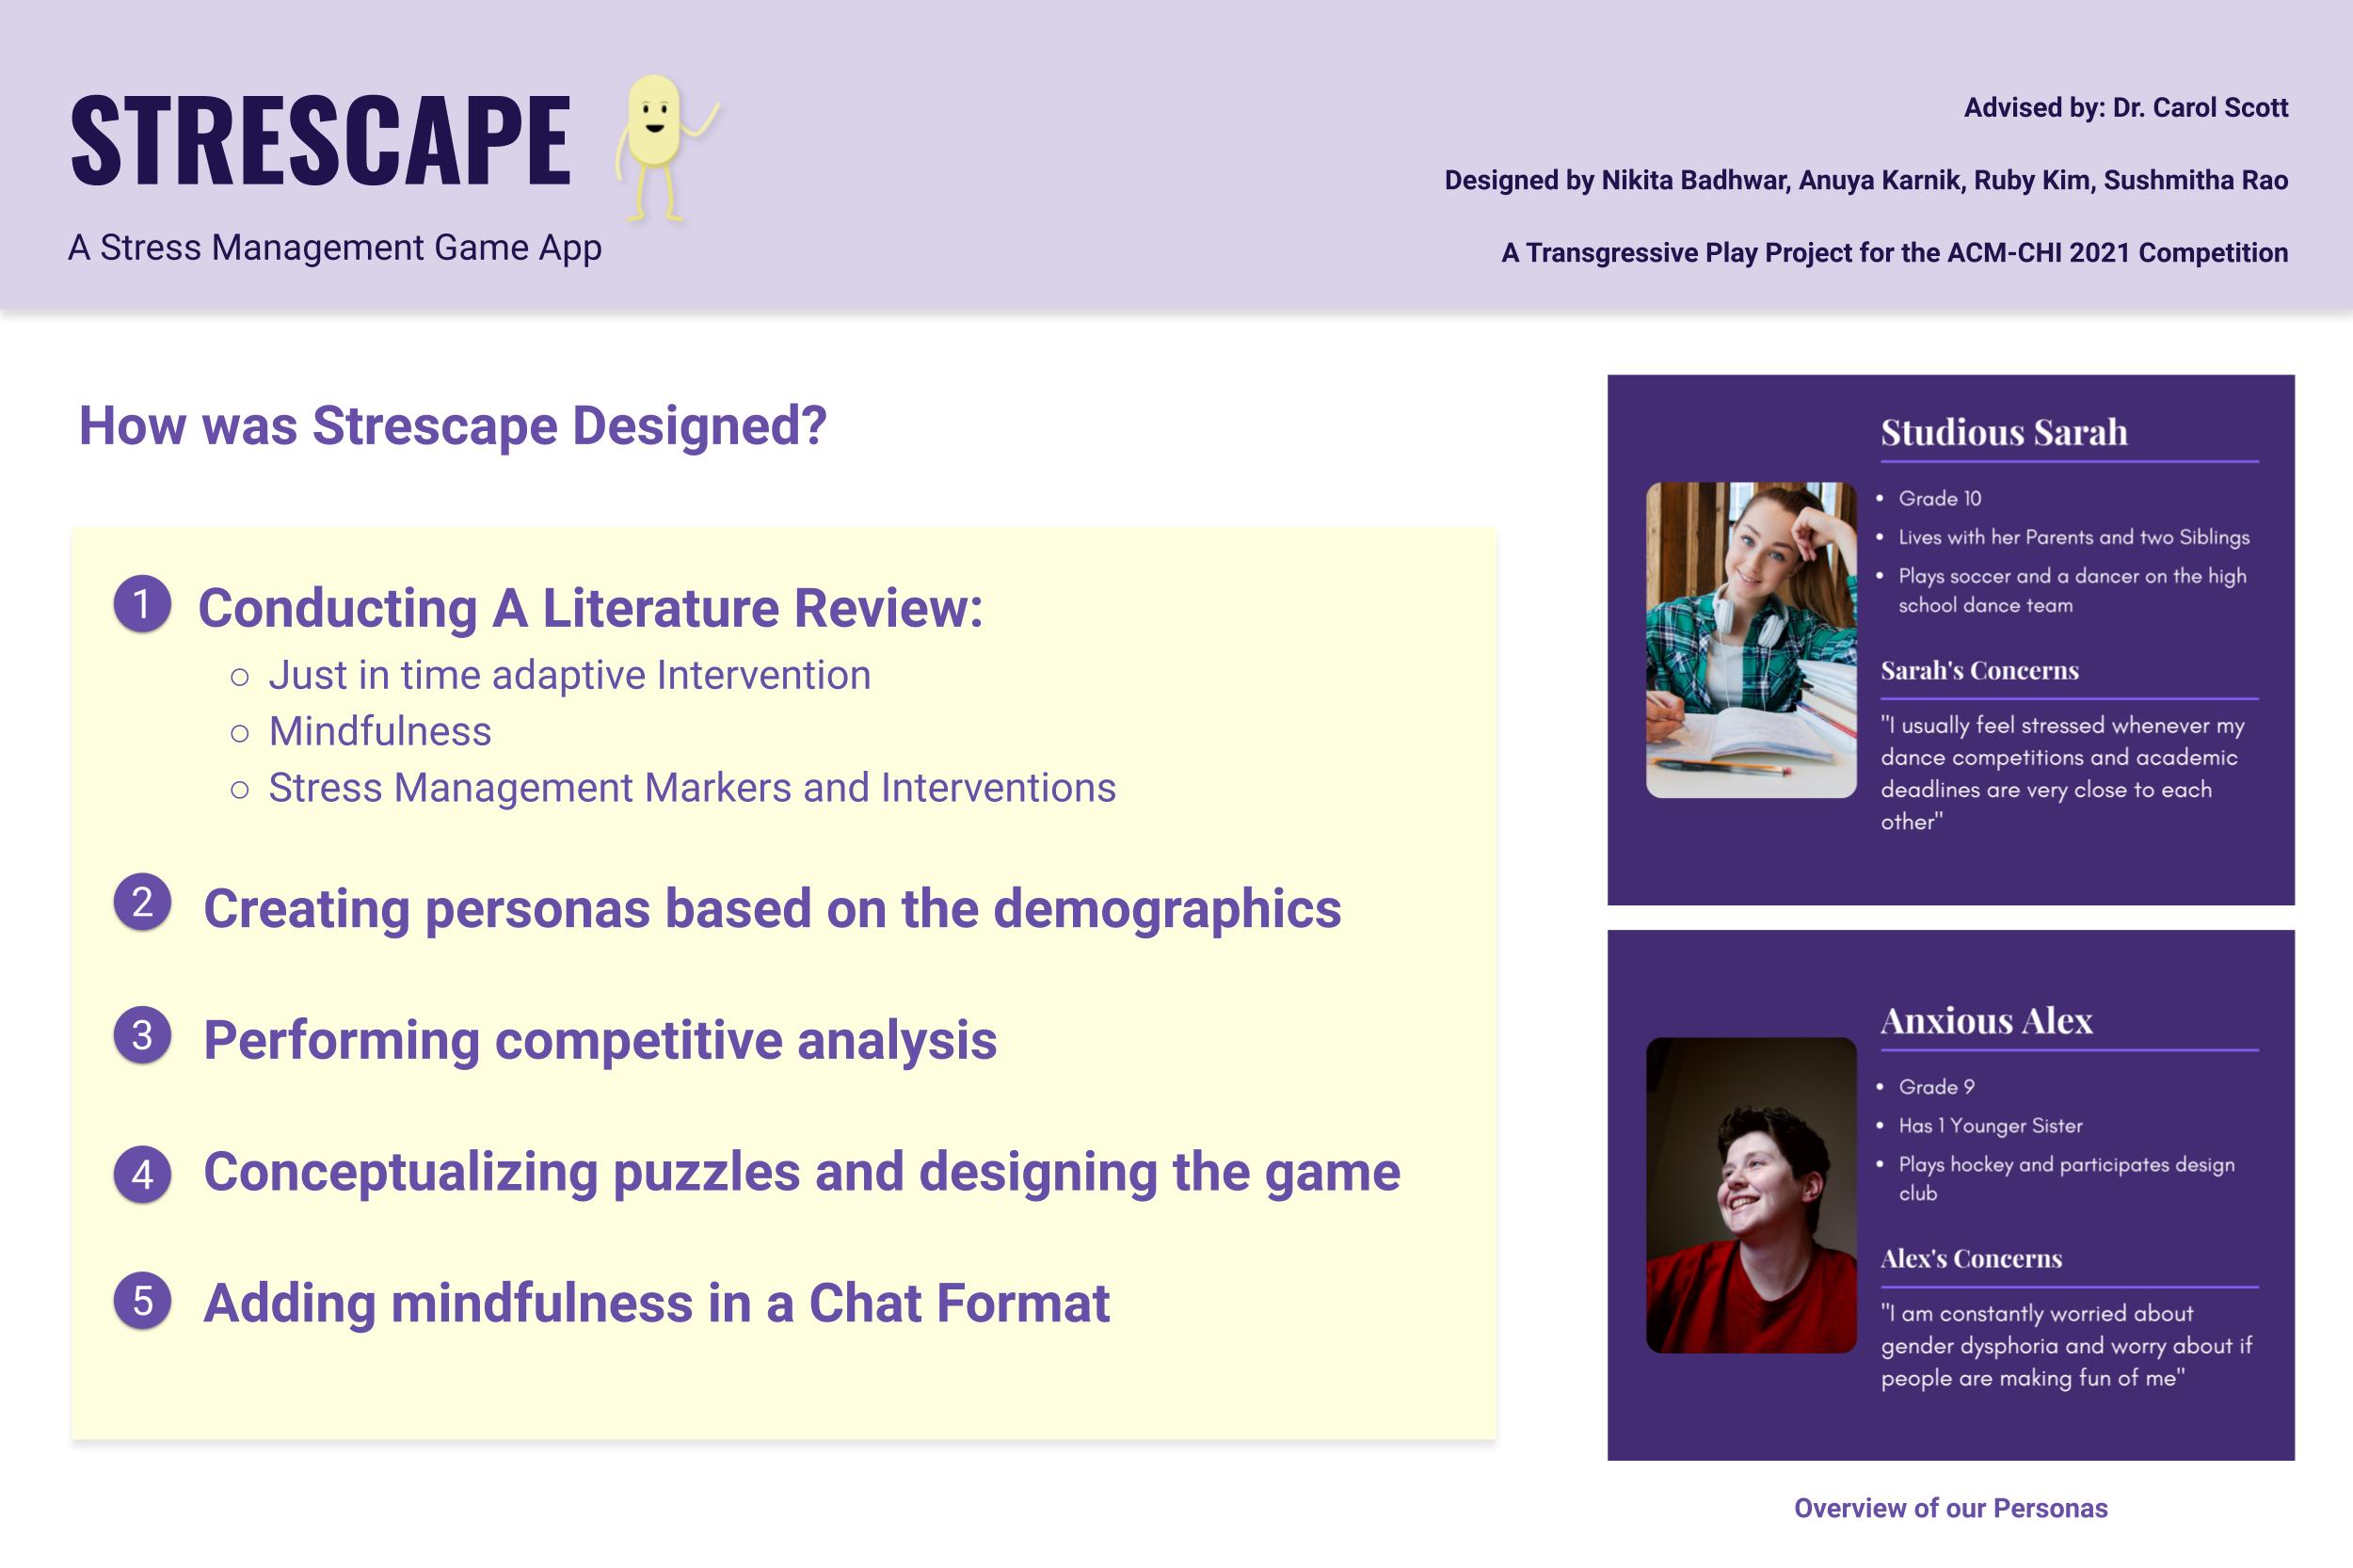 STRESCAPE
A Stress Management Game App
Advised by: Dr. Carol Scott
Designed by Nikita Badhwar, Anuya Karnik, Ruby Kim, Sushmitha Rao
A Transgressive Play Project for the ACM-CHI 2021 Competition
How was Strescape Designed?
1 Conducting A Literature Review:
○ Just in time adaptive Intervention
○ Mindfulness
○ Stress Management Markers and Interventions
2 Creating personas based on the demographics
3 Performing competitive analysis
4 Conceptualizing puzzles and designing the game
5 Adding mindfulness in a Chat Format
Studious Sarah
• Grade 10
• Lives with her Parents and two Siblings
• Plays soccer and a dancer on the high
school dance team
Sarah's Concerns
"I usually feel stressed whenever my
dance competitions and academic
deadlines are very close to each
other"
Anxious Alex
• Grade 9
• Has 1 Younger Sister
• Plays hockey and participates design
club
Alex's Concerns
"I am constantly worried about
gender dysphoria and worry about if
people are making fun of me"
Overview of our Personas